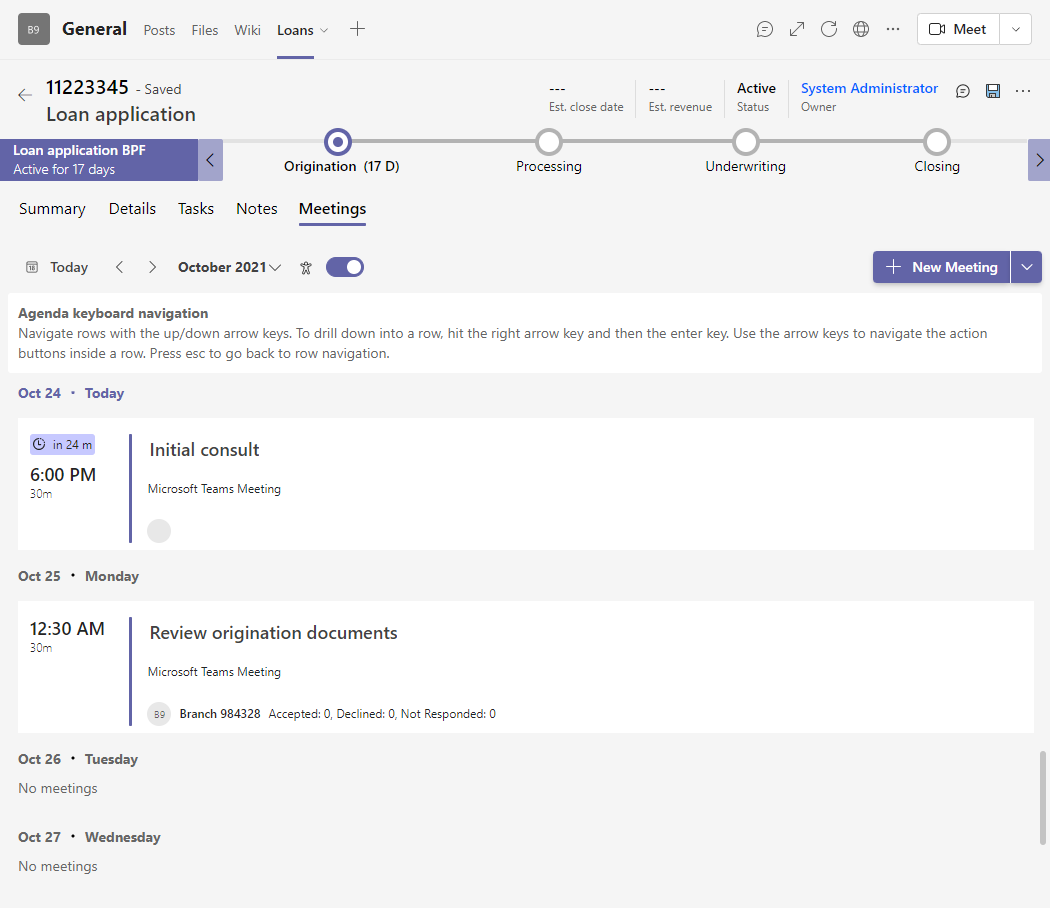 B9 General Posts Files Wiki Loans Meet
11223345 - Saved
Loan application
--- --- Active System Administrator
Est. close date Est. revenue Status Owner
Loan application BPF
Active for 17 days
Origination (17 D) Processing Underwriting Closing
Summary Details Tasks Notes Meetings
Today October 2021 New Meeting
Agenda keyboard navigation
Navigate rows with the up/down arrow keys. To drill down into a row, hit the right arrow key and then the enter key. Use the arrow keys to navigate the action
buttons inside a row. Press esc to go back to row navigation.
Oct 24 · Today
in 24 m
Initial consult
6:00 PM
30m
Microsoft Teams Meeting
Oct 25 · Monday
12:30 AM
Review origination documents
30m
Microsoft Teams Meeting
B9 Branch 984328 Accepted: 0, Declined: 0, Not Responded: 0
Oct 26 · Tuesday
No meetings
Oct 27 · Wednesday
No meetings